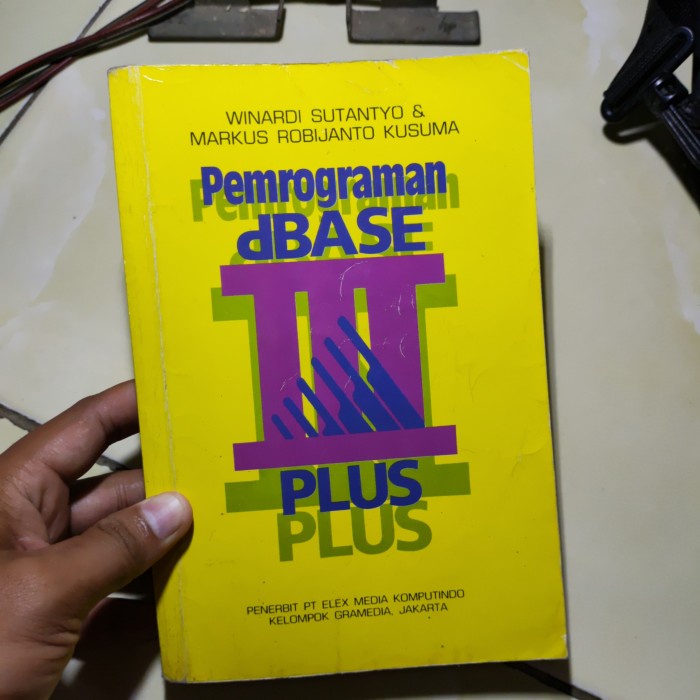 WINARDI SUTANTYO &
MARKUS ROBIJANTO KUSUMA
Pemrograman
dBASE
III
PLUS
PENERBIT PT ELEX MEDIA KOMPUTINDO
KELOMPOK GRAMEDIA, JAKARTA